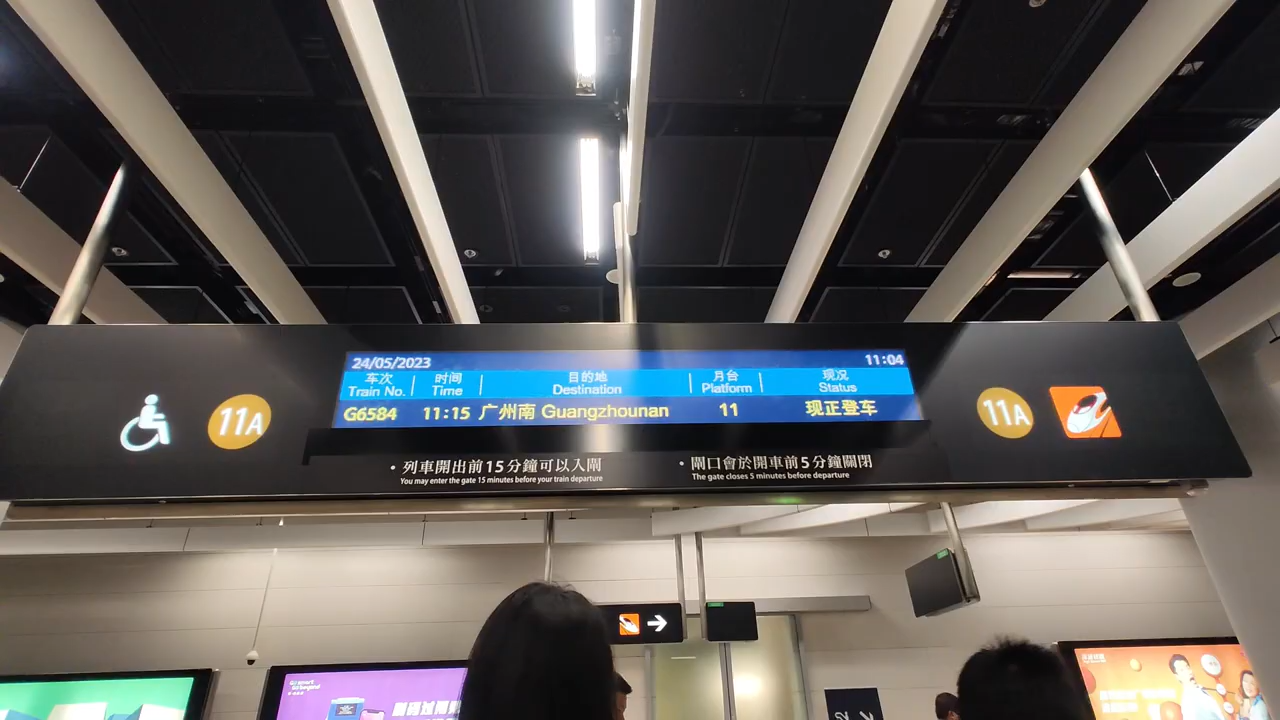 24/05/2023 11:04
车次 时间 目的地 月台 现况
Train No. Time Destination Platform Status
G6584 11:15 广州南 Guangzhounan 11 现正登车
11A
11A
• 列車開出前15分鐘可以入閘
You may enter the gate 15 minutes before your train departure
• 閘口會於開車前5分鐘關閉
The gate closes 5 minutes before departure
Go smart
Go beyond